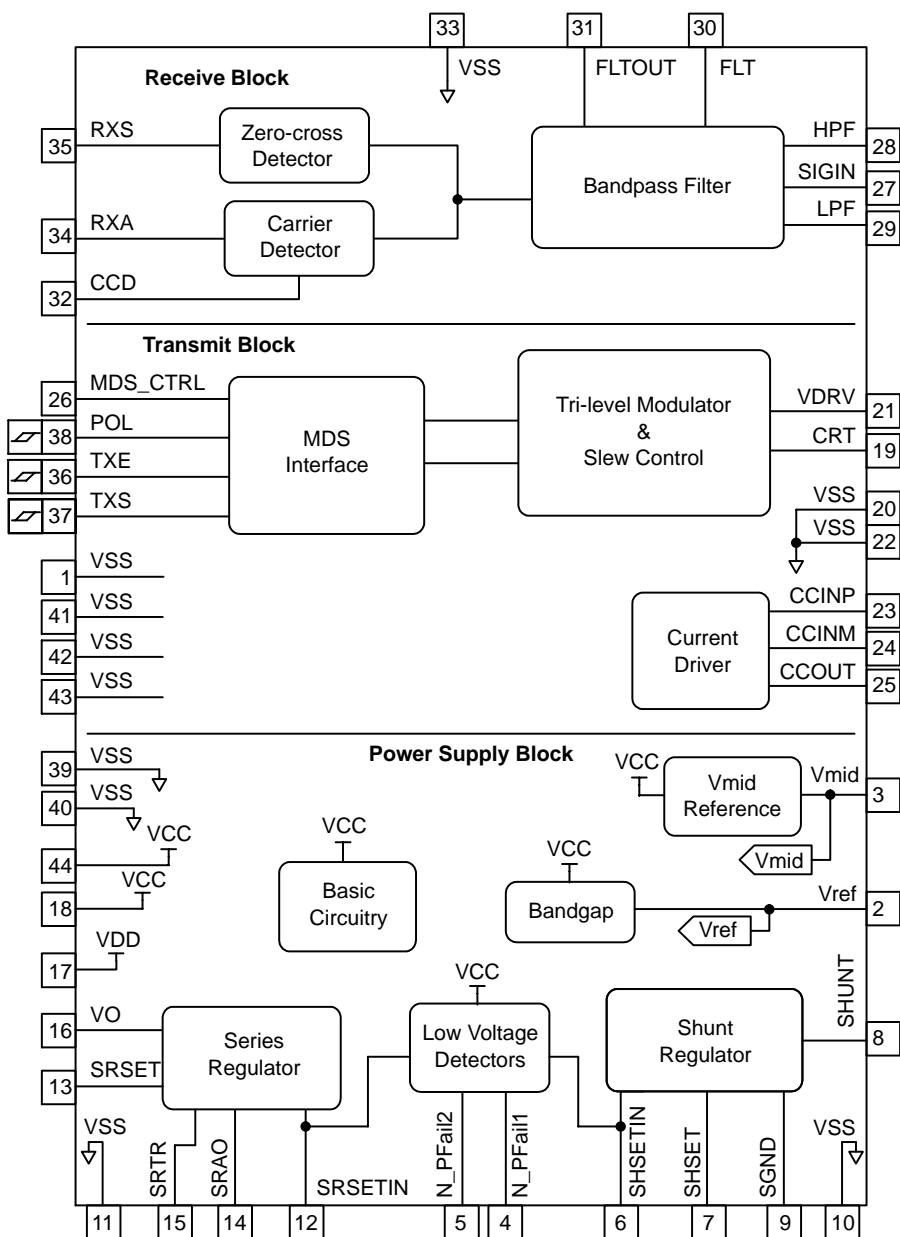 33
31
30
VSS
FLTOUT
FLT
Receive Block
35
RXS
Zero-cross
Detector
Bandpass Filter
HPF
28
SIGIN
27
LPF
29
34
RXA
Carrier
Detector
32
CCD
Transmit Block
26
MDS_CTRL
38
POL
36
TXE
37
TXS
MDS
Interface
Tri-level Modulator
&
Slew Control
VDRV
21
CRT
19
VSS
20
VSS
22
1
VSS
41
VSS
42
VSS
43
VSS
Current
Driver
CCINP
23
CCINM
24
CCOUT
25
Power Supply Block
39
VSS
40
VSS
44
VCC
18
VCC
17
VDD
VCC
Basic
Circuitry
VCC
Vmid
Reference
Vmid
3
Vmid
VCC
Bandgap
Vref
2
Vref
16
VO
13
SRSET
Series
Regulator
VCC
Low Voltage
Detectors
Shunt
Regulator
SHUNT
8
VSS
SRTR
SRAO
SRSETIN
N_PFail2
N_PFail1
SHSETIN
SHSET
SGND
VSS
11
15
14
12
5
4
6
7
9
10